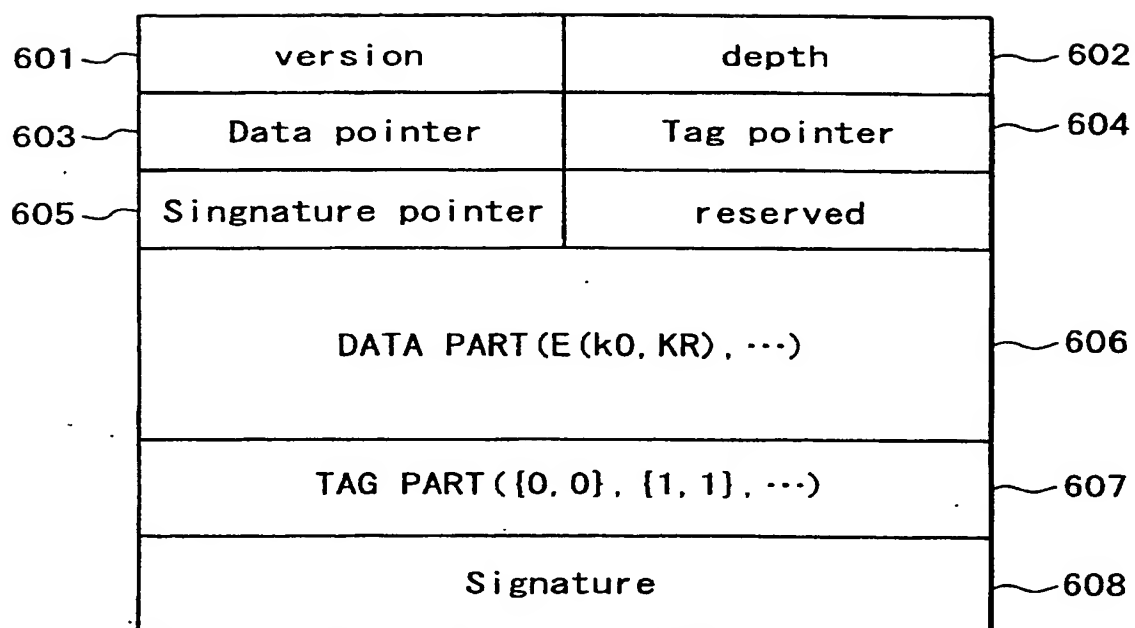 601 version depth 602
603 Data pointer Tag pointer 604
605 Singnature pointer reserved
DATA PART(E(k0, KR), ···) 606
TAG PART({0, 0}, {1, 1}, ···) 607
Signature 608